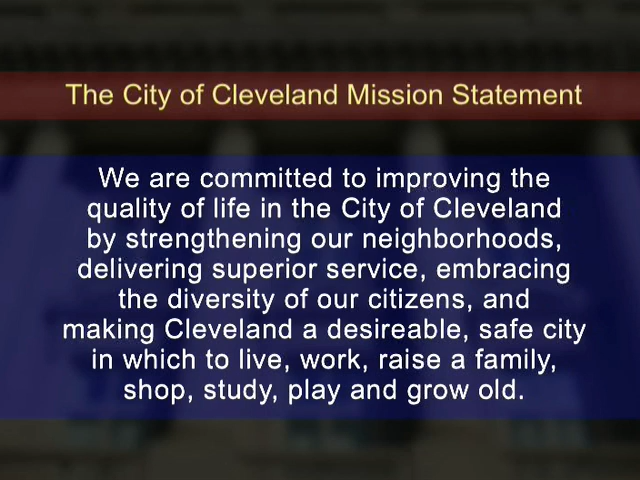 The City of Cleveland Mission Statement
We are committed to improving the
quality of life in the City of Cleveland
by strengthening our neighborhoods,
delivering superior service, embracing
the diversity of our citizens, and
making Cleveland a desireable, safe city
in which to live, work, raise a family,
shop, study, play and grow old.